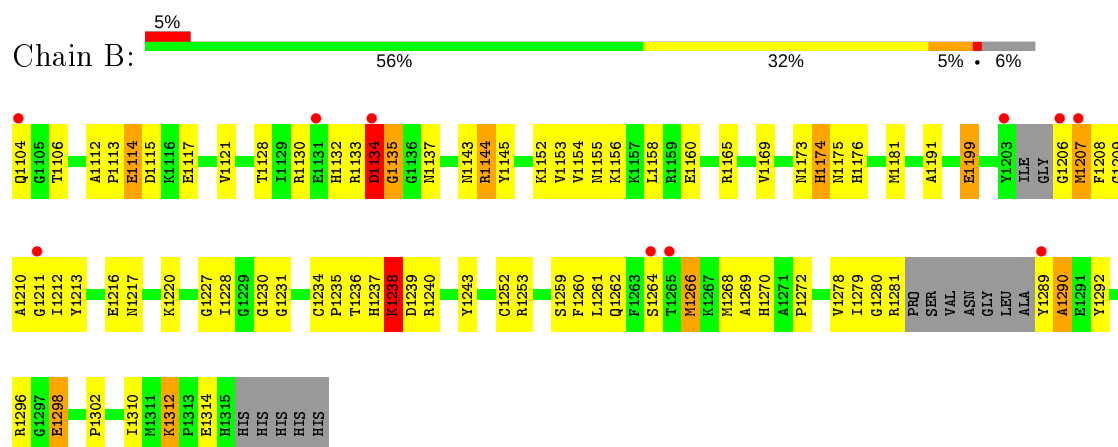 5%
Chain B:
56% 32% 5% • 6%
Q1104 G1105 T1106 A1112 P1113 E1114 D1115 K1116 E1117 V1121 T1128 I1129 R1130 E1131 H1132 R1133 D1134 G1135 G1136 N1137 N1143 R1144 Y1145 K1152 V1153 V1154 N1155 K1156 K1157 L1158 R1159 E1160 R1165 V1169 N1173 H1174 N1175 H1176 M1181 A1191 E1199 Y1203 ILE GLY G1206 M1207 F1208 G1209
A1210 G1211 I1212 Y1213 E1216 N1217 K1220 G1227 I1228 G1229 G1230 G1231 C1234 P1235 T1236 H1237 K1238 D1239 R1240 Y1243 C1252 R1253 S1259 F1260 L1261 Q1262 F1263 S1264 T1265 M1266 K1267 M1268 A1269 H1270 A1271 P1272 V1278 I1279 G1280 R1281 PRO SER VAL ASN GLY LEU ALA Y1289 A1290 E1291 Y1292
R1296 G1297 E1298 P1302 I1310 M1311 K1312 P1313 E1314 H1315 HIS HIS HIS HIS HIS